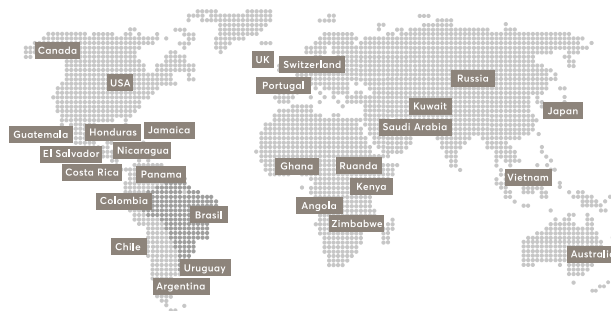 Canada
UK
Switzerland
USA
Portugal
Russia
Kuwait
Japan
Guatemala
Honduras
Jamaica
Saudi Arabia
El Salvador
Nicaragua
Costa Rica
Panama
Ghana
Ruanda
Vietnam
Kenya
Colombia
Brasil
Angola
Zimbabwe
Chile
Australia
Uruguay
Argentina